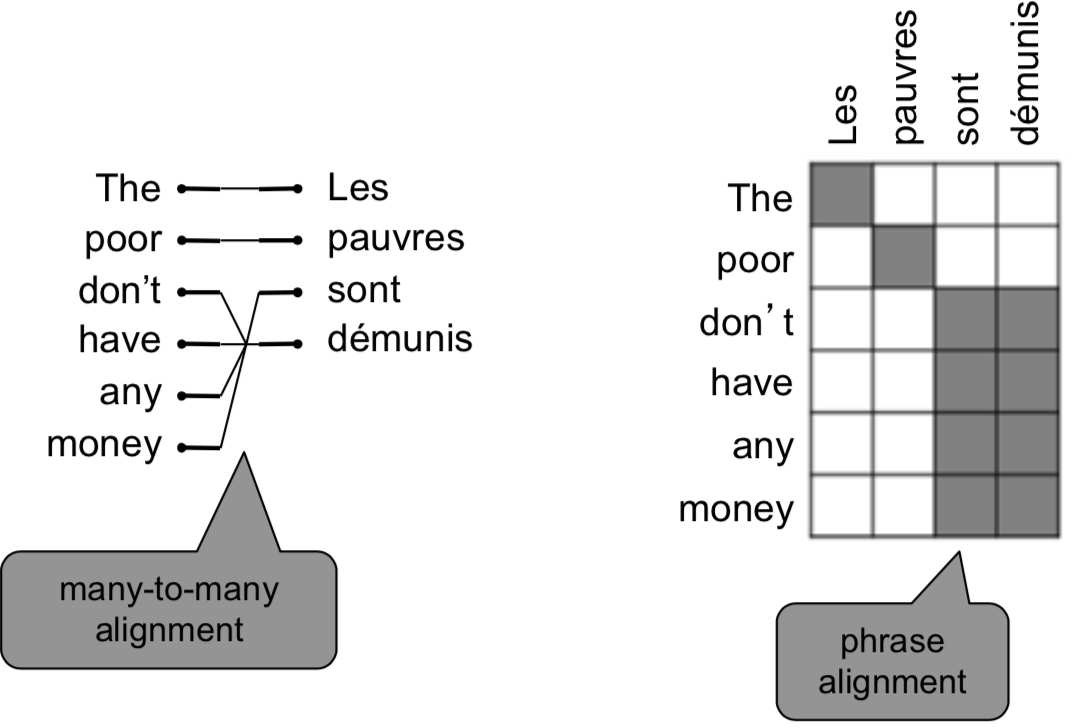 The Les
poor pauvres
don't sont
have démunis
any
money
many-to-many
alignment
Les
pauvres
sont
démunis
The
poor
don't
have
any
money
phrase
alignment